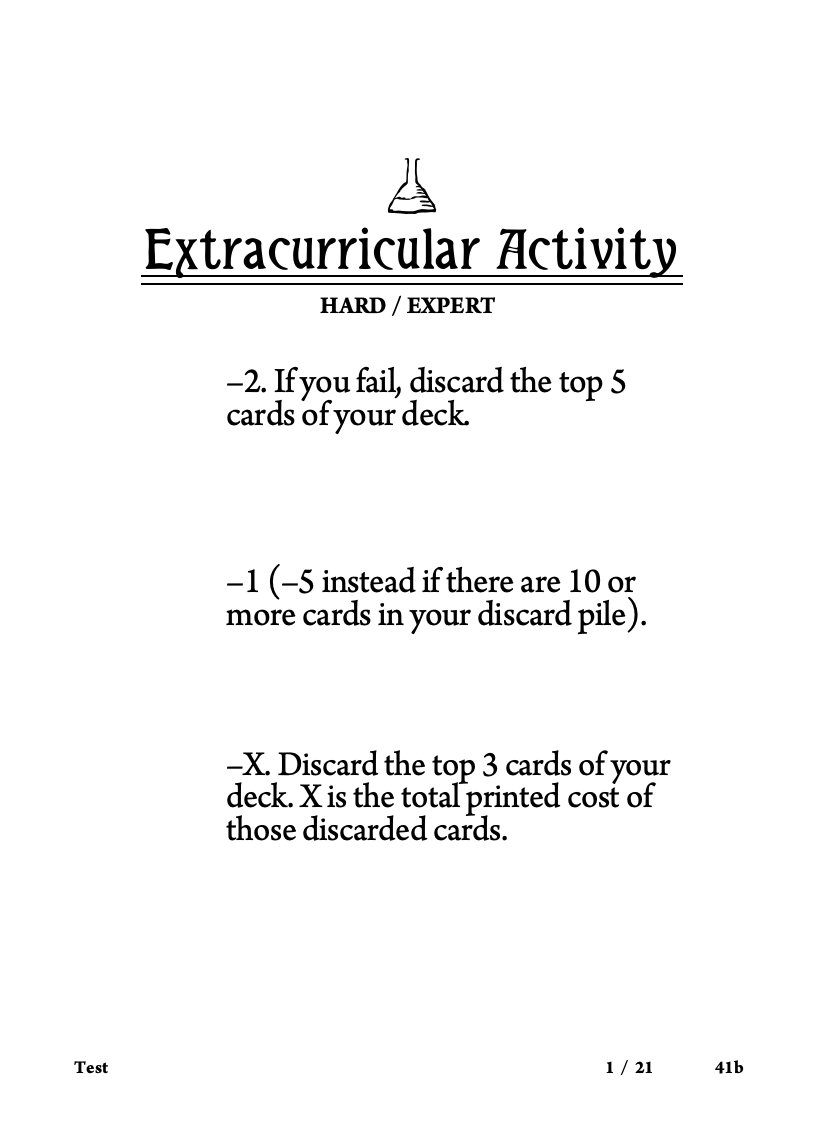 Extracurricular Activity
HARD / EXPERT
–2. If you fail, discard the top 5
cards of your deck.
–1 (–5 instead if there are 10 or
more cards in your discard pile).
–X. Discard the top 3 cards of your
deck. X is the total printed cost of
those discarded cards.
Test 1 / 21 41b